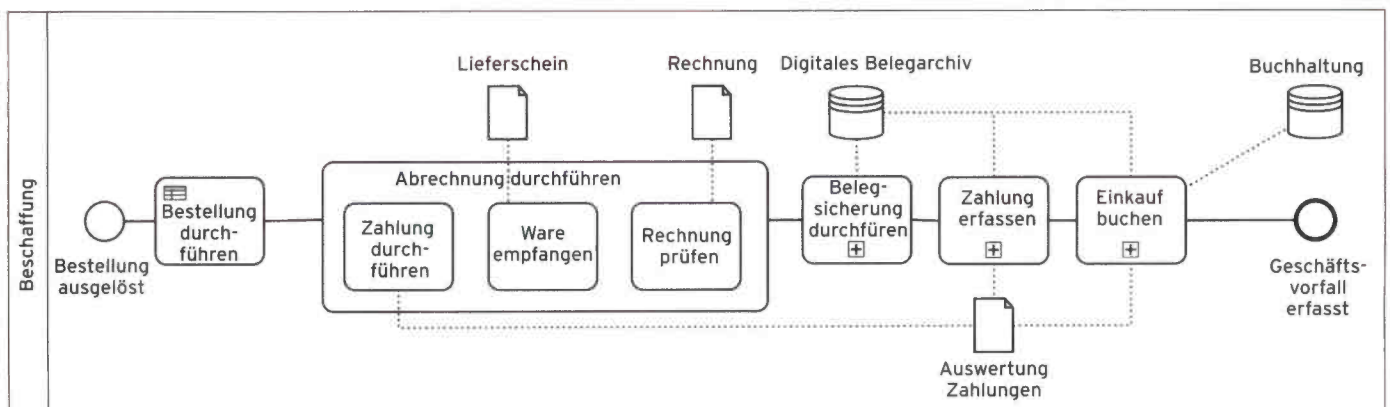 Beschaffung
Lieferschein
Rechnung
Digitales Belegarchiv
Buchhaltung
Bestellung
ausgelöst
Bestellung
durch-
führen
Abrechnung durchführen
Zahlung
durch-
führen
Ware
empfangen
Rechnung
prüfen
Beleg-
sicherung
durchfüren
Zahlung
erfassen
Einkauf
buchen
Geschäfts-
vorfall
erfasst
Auswertung
Zahlungen